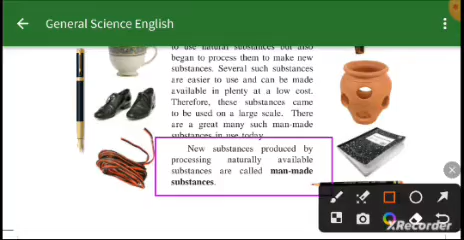 General Science English
to use natural substances but also
began to process them to make new
substances. Several such substances
are easier to use and can be made
available in plenty at a low cost.
Therefore, these substances came
to be used on a large scale. There
are a great many such man-made
substances in use today.
New substances produced by
processing naturally available
substances are called man-made
substances.
XRecorder